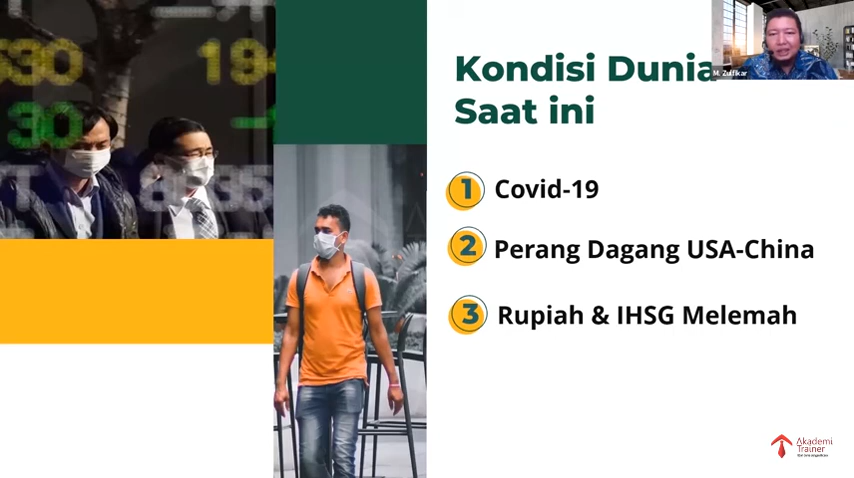 Kondisi Dunia
Saat ini
M. Zulfikar
1 Covid-19
2 Perang Dagang USA-China
3 Rupiah & IHSG Melemah
Akademi
Trainer